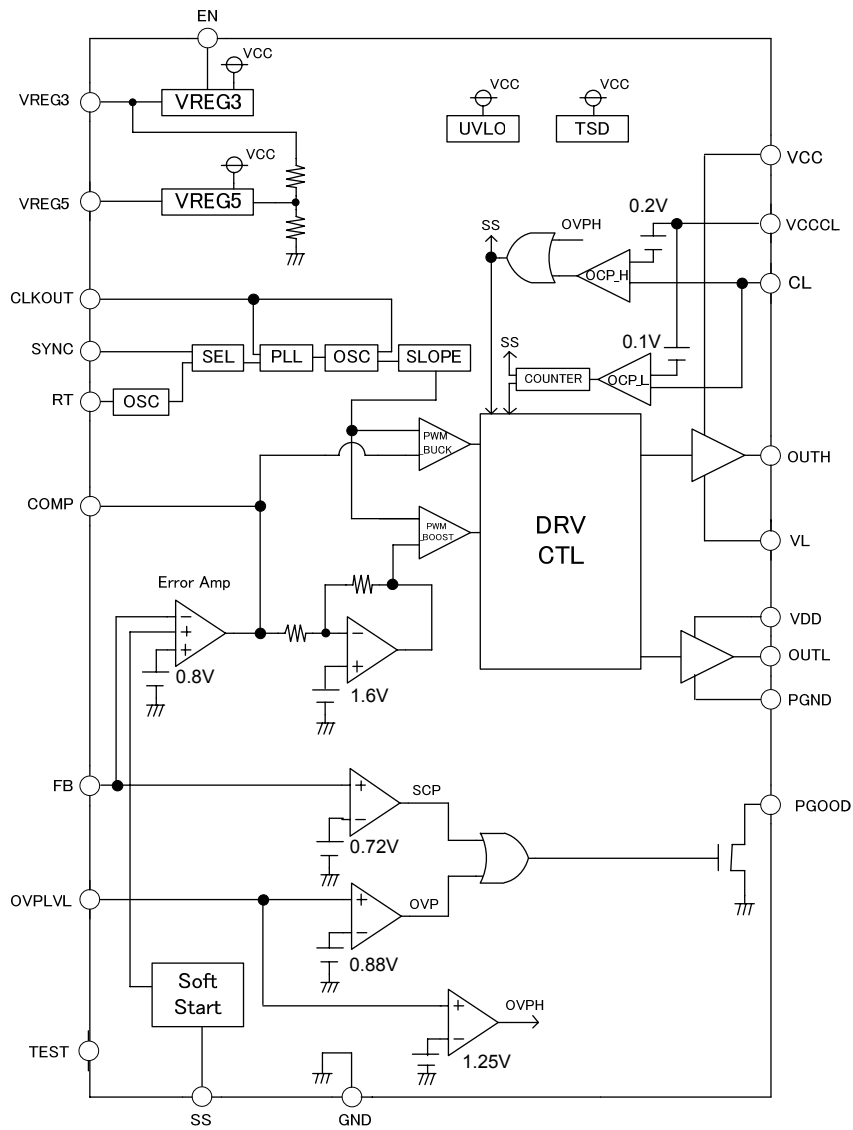 EN
VCC
VREG3
VREG3
VCC
UVLO
VCC
TSD
VCC
VCC
VREG5
VREG5
0.2V
VCCCL
SS
OVPH
OCP_H
CL
CLKOUT
SYNC
SEL
PLL
OSC
SLOPE
0.1V
SS
COUNTER
OCP_L
RT
OSC
PWM
_BUCK
OUTH
COMP
PWM
_BOOST
DRV
CTL
VL
Error Amp
−
+
+
0.8V
−
+
1.6V
VDD
OUTL
PGND
FB
+
−
SCP
0.72V
PGOOD
OVPLVL
+
−
OVP
0.88V
Soft
Start
+
−
OVPH
1.25V
TEST
SS
GND